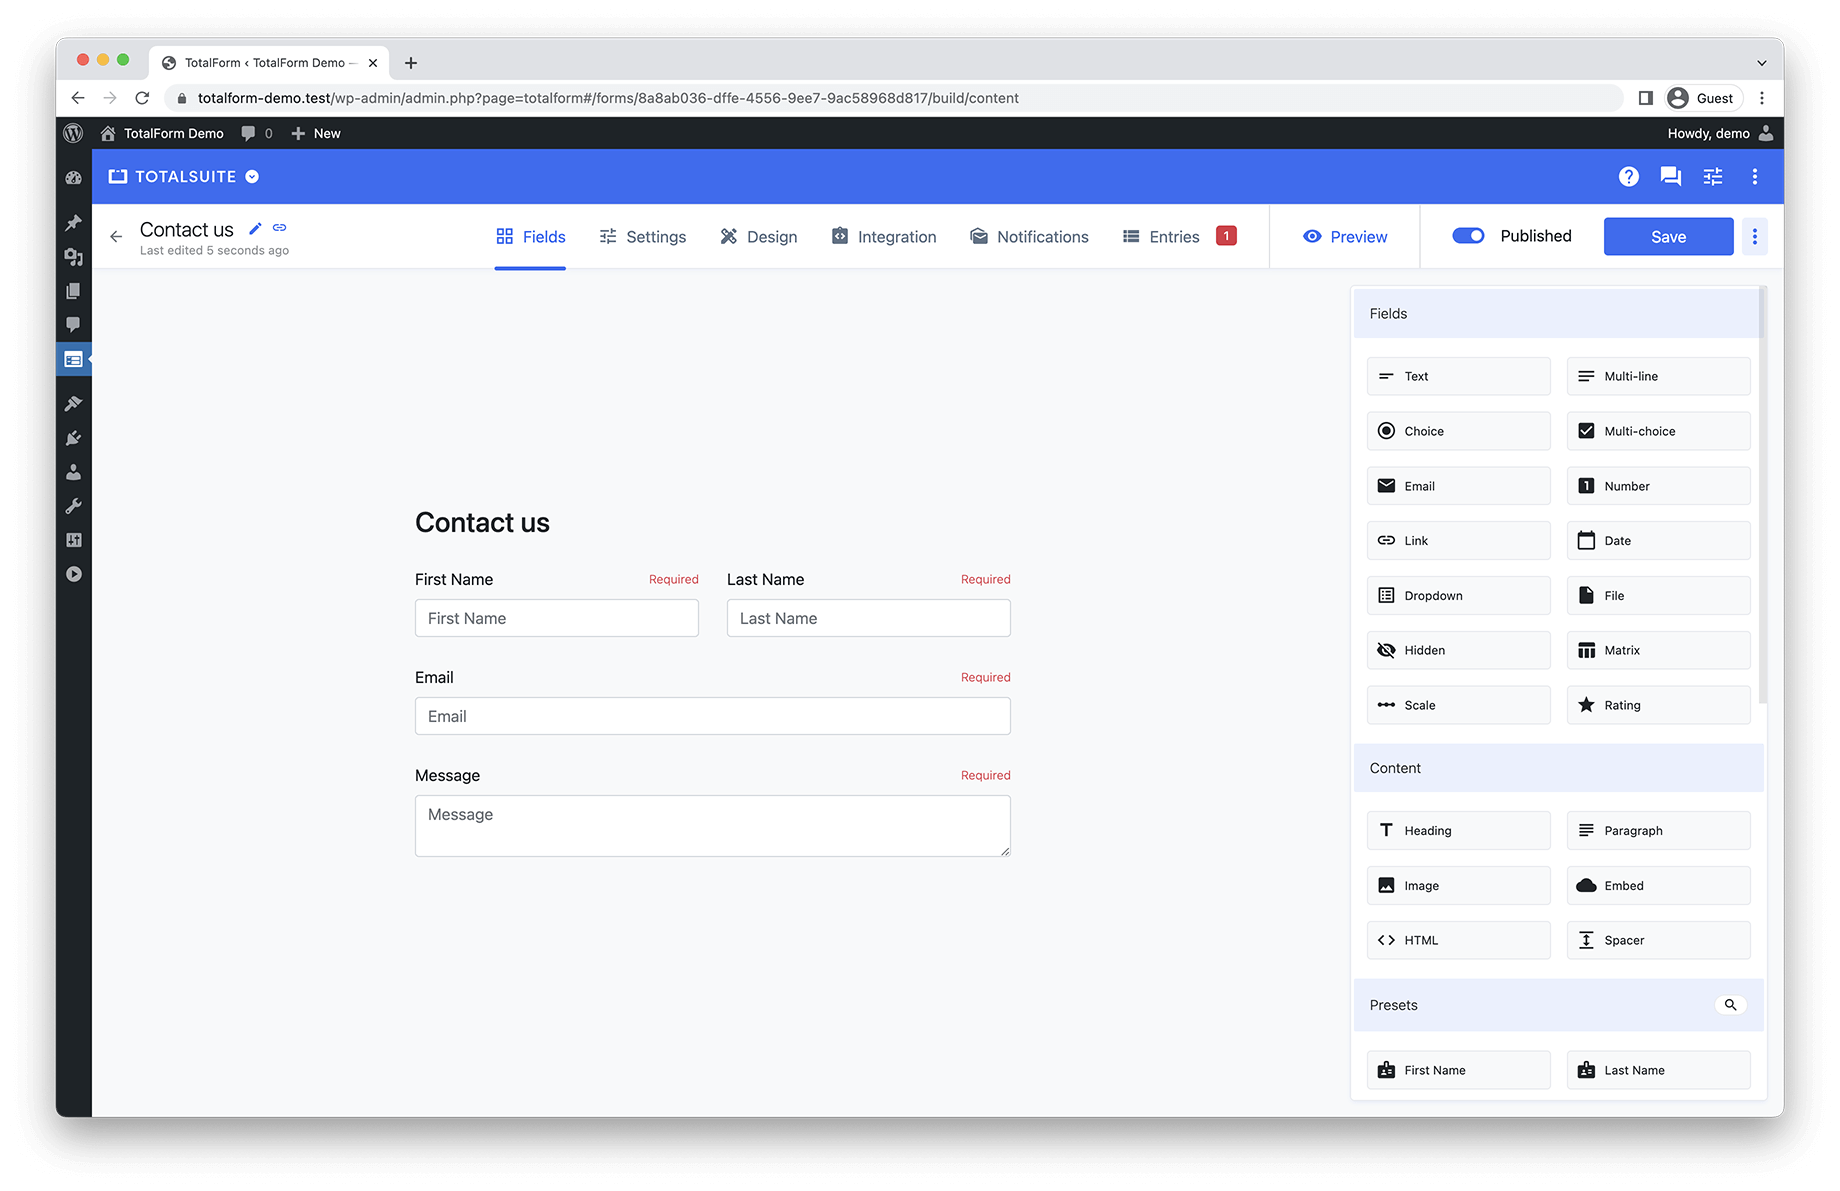 TotalForm ‹ TotalForm Demo —
totalform-demo.test/wp-admin/admin.php?page=totalform#/forms/8a8ab036-dffe-4556-9ee7-9ac58968d817/build/content
Guest
TotalForm Demo 0 New
Howdy, demo
TOTALSUITE
?
Contact us
Last edited 5 seconds ago
Fields Settings Design Integration Notifications Entries 1 Preview Published Save
Fields
Text Multi-line
Choice Multi-choice
Email 1 Number
Link Date
Dropdown File
Hidden Matrix
Scale Rating
Content
T Heading Paragraph
Image Embed
HTML Spacer
Presets
First Name Last Name
Contact us
First Name Required Last Name Required
First Name Last Name
Email Required
Email
Message Required
Message